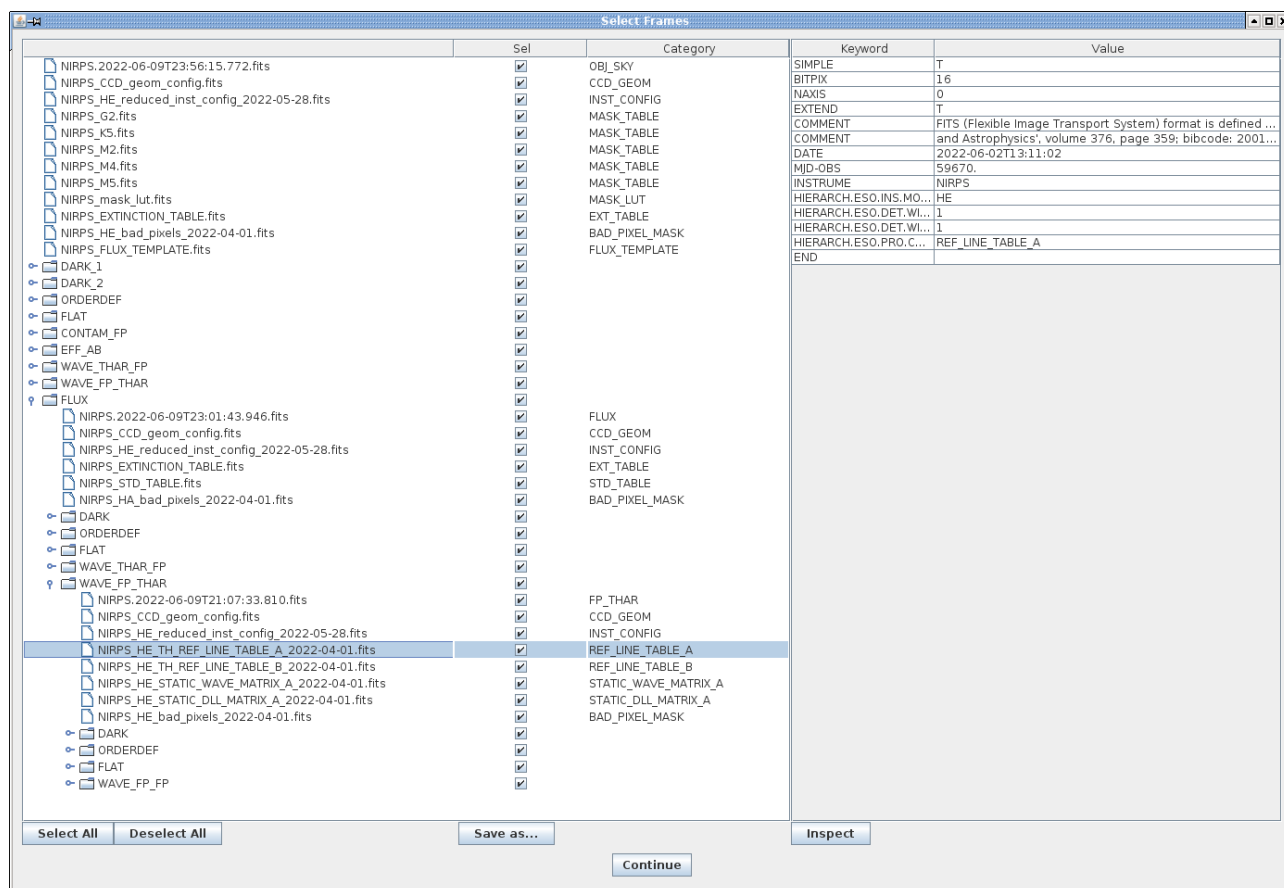 Select Frames
Sel Category Keyword Value
NIRPS.2022-06-09T23:56:15.772.fits OBJ_SKY SIMPLE T
NIRPS_CCD_geom_config.fits CCD_GEOM BITPIX 16
NIRPS_HE_reduced_inst_config_2022-05-28.fits INST_CONFIG NAXIS 0
NIRPS_G2.fits MASK_TABLE EXTEND T
NIRPS_K5.fits MASK_TABLE COMMENT FITS (Flexible Image Transport System) format is defined ...
NIRPS_M2.fits MASK_TABLE COMMENT and Astrophysics', volume 376, page 359; bibcode: 2001...
NIRPS_M4.fits MASK_TABLE DATE 2022-06-02T13:11:02
NIRPS_M5.fits MASK_TABLE MJD-OBS 59670.
NIRPS_mask_lut.fits MASK_LUT INSTRUME NIRPS
NIRPS_EXTINCTION_TABLE.fits EXT_TABLE HIERARCH.ESO.INS.MO... HE
NIRPS_HE_bad_pixels_2022-04-01.fits BAD_PIXEL_MASK HIERARCH.ESO.DET.WI... 1
NIRPS_FLUX_TEMPLATE.fits FLUX_TEMPLATE HIERARCH.ESO.DET.WI... 1
DARK_1 HIERARCH.ESO.PRO.C... REF_LINE_TABLE_A
DARK_2 END
ORDERDEF
FLAT
CONTAM_FP
EFF_AB
WAVE_THAR_FP
WAVE_FP_THAR
FLUX
NIRPS.2022-06-09T23:01:43.946.fits FLUX
NIRPS_CCD_geom_config.fits CCD_GEOM
NIRPS_HE_reduced_inst_config_2022-05-28.fits INST_CONFIG
NIRPS_EXTINCTION_TABLE.fits EXT_TABLE
NIRPS_STD_TABLE.fits STD_TABLE
NIRPS_HA_bad_pixels_2022-04-01.fits BAD_PIXEL_MASK
DARK
ORDERDEF
FLAT
WAVE_THAR_FP
WAVE_FP_THAR
NIRPS.2022-06-09T21:07:33.810.fits FP_THAR
NIRPS_CCD_geom_config.fits CCD_GEOM
NIRPS_HE_reduced_inst_config_2022-05-28.fits INST_CONFIG
NIRPS_HE_TH_REF_LINE_TABLE_A_2022-04-01.fits REF_LINE_TABLE_A
NIRPS_HE_TH_REF_LINE_TABLE_B_2022-04-01.fits REF_LINE_TABLE_B
NIRPS_HE_STATIC_WAVE_MATRIX_A_2022-04-01.fits STATIC_WAVE_MATRIX_A
NIRPS_HE_STATIC_DLL_MATRIX_A_2022-04-01.fits STATIC_DLL_MATRIX_A
NIRPS_HE_bad_pixels_2022-04-01.fits BAD_PIXEL_MASK
DARK
ORDERDEF
FLAT
WAVE_FP_FP
Select All Deselect All Save as... Inspect
Continue